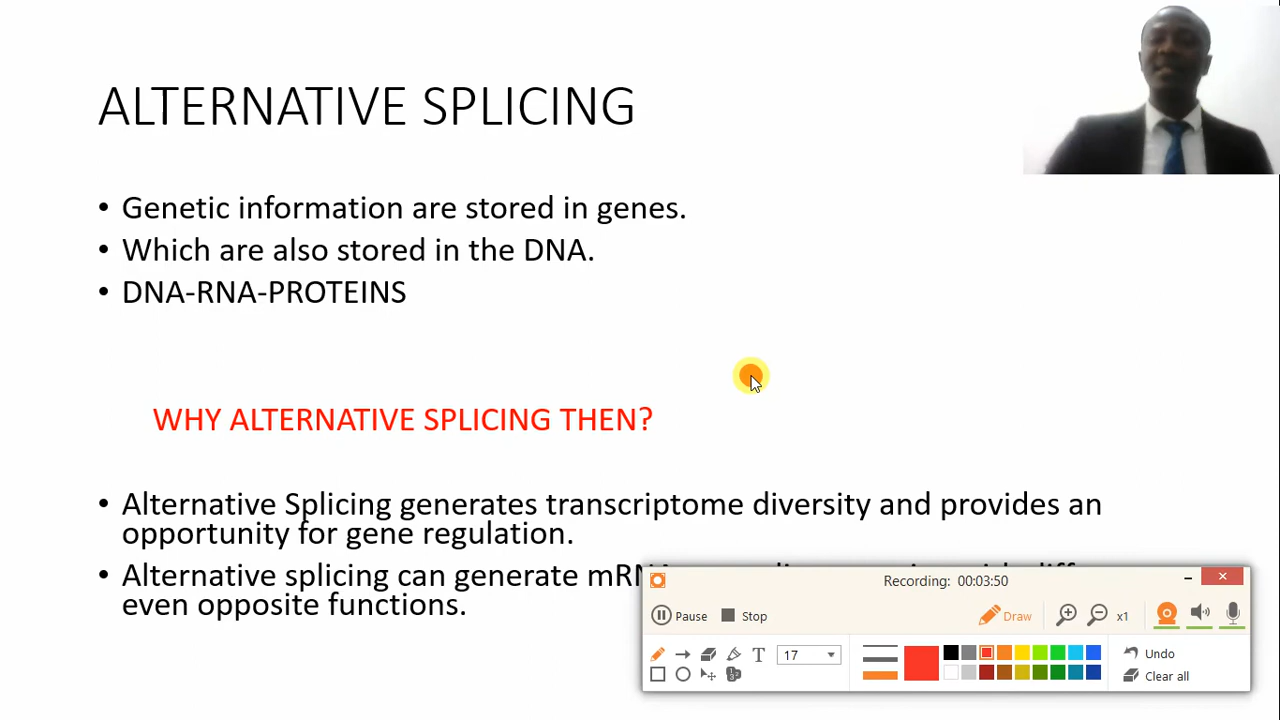 ALTERNATIVE SPLICING
• Genetic information are stored in genes.
• Which are also stored in the DNA.
• DNA-RNA-PROTEINS
WHY ALTERNATIVE SPLICING THEN?
• Alternative Splicing generates transcriptome diversity and provides an
opportunity for gene regulation.
• Alternative splicing can generate
even opposite functions.
Recording: 00:03:50
Pause Stop Draw x1
T 17 Undo
Clear all